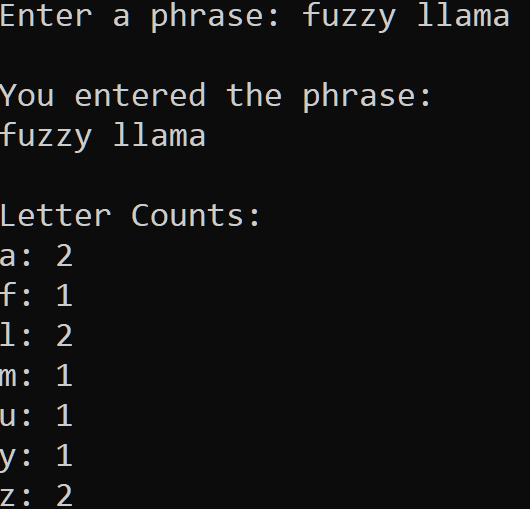 Enter a phrase: fuzzy llama
You entered the phrase:
fuzzy llama
Letter Counts:
a: 2
f: 1
l: 2
m: 1
u: 1
y: 1
z: 2